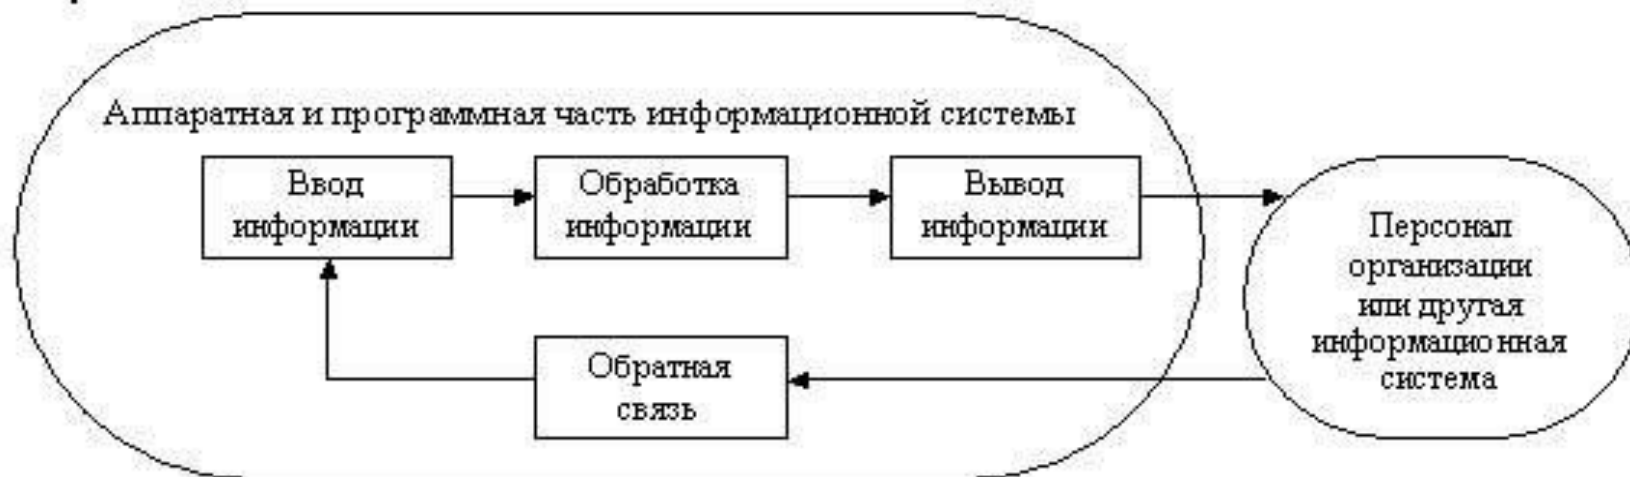 Аппаратная и программная часть информационной системы
Ввод
информации
Обработка
информации
Вывод
информации
Персонал
организации
или другая
информационная
система
Обратная
связь